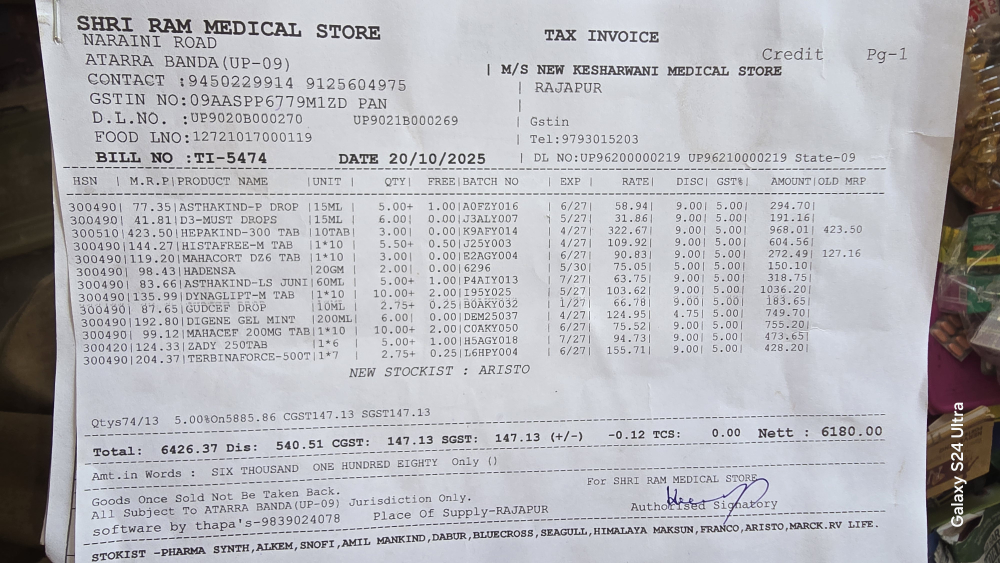 SHRI RAM MEDICAL STORE
NARAINI ROAD
ATARRA BANDA(UP-09)
CONTACT :9450229914 9125604975
GSTIN NO:09AASPP6779M1ZD PAN
D.L.NO. :UP9020B000270 UP9021B000269
FOOD LNO:12721017000119
BILL NO :TI-5474 DATE 20/10/2025
TAX INVOICE
Credit Pg-1
| M/S NEW KESHARWANI MEDICAL STORE
| RAJAPUR
|
| Gstin
| Tel:9793015203
| DL NO:UP96200000219 UP96210000219 State-09
HSN | M.R.P|PRODUCT NAME |UNIT | QTY| FREE|BATCH NO | EXP | RATE| DISC| GST%| AMOUNT|OLD MRP
300490| 77.35|ASTHAKIND-P DROP |15ML | 5.00+ 1.00|A0FZY016 | 6/27| 58.94| 9.00| 5.00| 294.70|
300490| 41.81|D3-MUST DROPS |15ML | 6.00| 0.00|J3ALY007 | 5/27| 31.86| 9.00| 5.00| 191.16|
300510|423.50|HEPAKIND-300 TAB |10TAB| 3.00| 0.00|K9AFY014 | 4/27| 322.67| 9.00| 5.00| 968.01| 423.50
300490|144.27|HISTAFREE-M TAB |1*10 | 5.50+ 0.50|J25Y003 | 4/27| 109.92| 9.00| 5.00| 604.56|
300490|119.20|MAHACORT DZ6 TAB |1*10 | 3.00| 0.00|E2AGY004 | 6/27| 90.83| 9.00| 5.00| 272.49| 127.16
300490| 98.43|HADENSA |20GM | 2.00| 0.00|6296 | 5/30| 75.05| 9.00| 5.00| 150.10|
300490| 83.66|ASTHAKIND-LS JUNI|60ML | 5.00+ 1.00|P4AIY013 | 7/27| 63.75| 9.00| 5.00| 318.75|
300490|135.99|DYNAGLIPT-M TAB |1*10 | 10.00+ 2.00|I95Y025 | 5/27| 103.62| 9.00| 5.00| 1036.20|
300490| 87.65|GUDCEF DROP |10ML | 2.75+ 0.25|B0AKY032 | 1/27| 66.78| 9.00| 5.00| 183.65|
300490|192.80|DIGENE GEL MINT |200ML| 6.00| 0.00|DEM25037 | 4/27| 124.95| 4.75| 5.00| 749.70|
300490| 99.12|MAHACEF 200MG TAB|1*10 | 10.00+ 2.00|C0AKY050 | 6/27| 75.52| 9.00| 5.00| 755.20|
300420|124.33|ZADY 250TAB |1*6 | 5.00+ 1.00|H5AGY018 | 7/27| 94.73| 9.00| 5.00| 473.65|
300490|204.37|TERBINAFORCE-500T|1*7 | 2.75+ 0.25|L6HPY004 | 6/27| 155.71| 9.00| 5.00| 428.20|
NEW STOCKIST : ARISTO
Qtys74/13 5.00%On5885.86 CGST147.13 SGST147.13
Total: 6426.37 Dis: 540.51 CGST: 147.13 SGST: 147.13 (+/-) -0.12 TCS: 0.00 Nett : 6180.00
Amt.in Words : SIX THOUSAND ONE HUNDRED EIGHTY Only ()
For SHRI RAM MEDICAL STORE
Goods Once Sold Not Be Taken Back.
All Subject To ATARRA BANDA(UP-09) Jurisdiction Only.
Authorised Signatory
software by thapa's-9839024078 Place Of Supply-RAJAPUR
STOKIST -PHARMA SYNTH,ALKEM,SNOFI,AMIL MANKIND,DABUR,BLUECROSS,SEAGULL,HIMALAYA MAKSUN,FRANCO,ARISTO,MARCK.RV LIFE.
Galaxy S24 Ultra